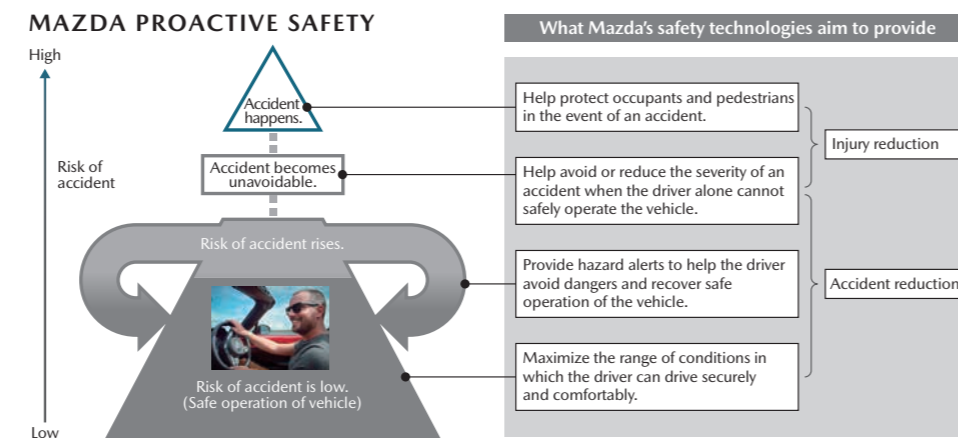 MAZDA PROACTIVE SAFETY
High
Risk of
accident
Low
Accident
happens.
Accident becomes
unavoidable.
Risk of accident rises.
Risk of accident is low.
(Safe operation of vehicle)
What Mazda's safety technologies aim to provide
Help protect occupants and pedestrians
in the event of an accident.
Help avoid or reduce the severity of an
accident when the driver alone cannot
safely operate the vehicle.
Provide hazard alerts to help the driver
avoid dangers and recover safe
operation of the vehicle.
Maximize the range of conditions in
which the driver can drive securely
and comfortably.
Injury reduction
Accident reduction